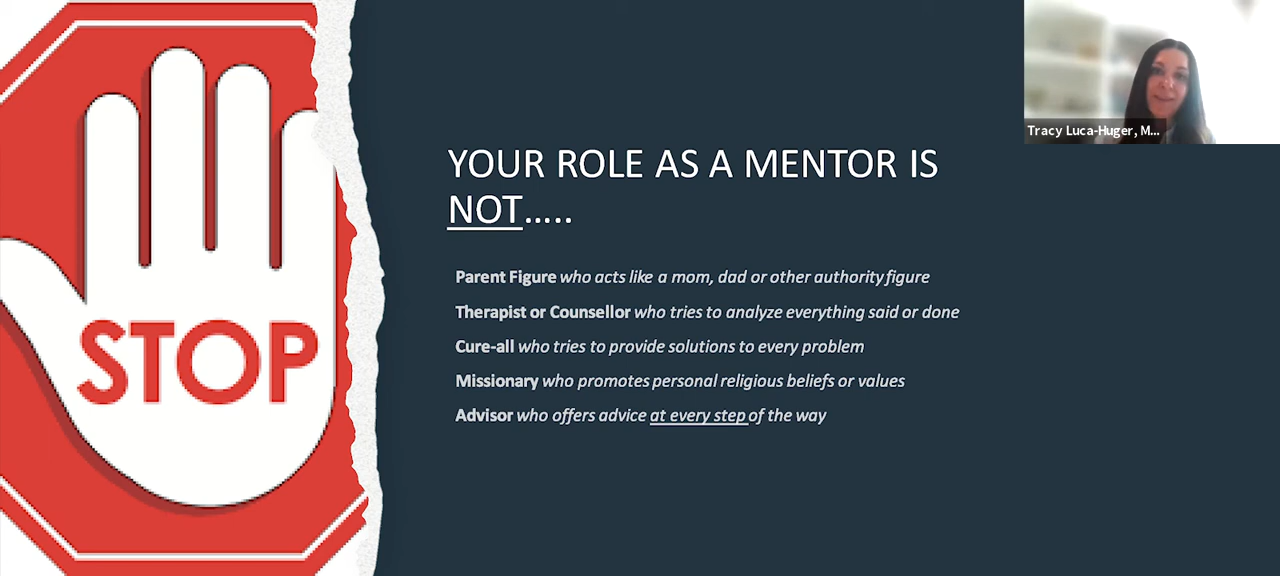 STOP
YOUR ROLE AS A MENTOR IS
NOT.....
Parent Figure who acts like a mom, dad or other authority figure
Therapist or Counsellor who tries to analyze everything said or done
Cure-all who tries to provide solutions to every problem
Missionary who promotes personal religious beliefs or values
Advisor who offers advice at every step of the way
Tracy Luca-Huger, M...